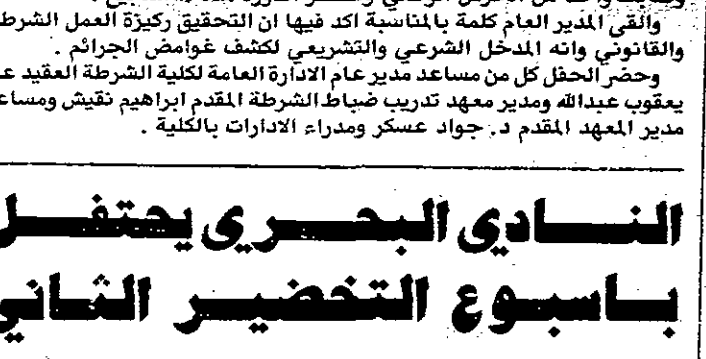 والقى المدير العام كلمة بالمناسبة اكد فيها ان التحقيق ركيزة العمل الشرط
والقانوني وانه المدخل الشرعي والتشريعي لكشف غوامض الجرائم .
وحضر الحفل كل من مساعد مدير عام الادارة العامة لكلية الشرطة العقيد ع
يعقوب عبدالله ومدير معهد تدريب ضباط الشرطة المقدم ابراهيم نقيش ومساع
مدير المعهد المقدم د. جواد عسكر ومدراء الادارات بالكلية .
النادي البحري يحتفل
باسبوع التخضير الثاني